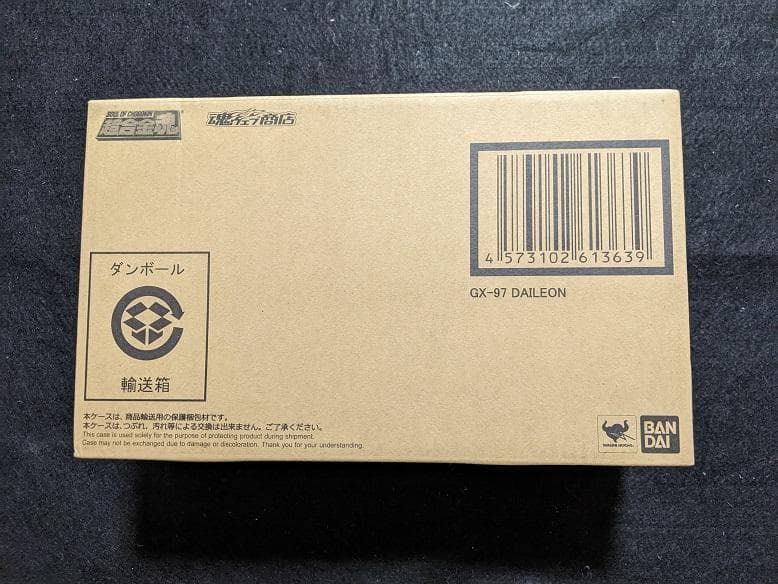 SOUL OF CHOGOKIN
超合金魂
魂ウェブ商店
4 573102 613639
GX-97 DAILEON
ダンボール
輸送箱
本ケースは、商品輸送用の保護梱包材です。
本ケースは、つぶれ、汚れ等による交換は出来ません。ご了承ください。
This case is used solely for the purpose of protecting product during shipment.
Case may not be exchanged due to damage or discoloration. Thank you for your understanding.
TAMASHII NATIONS
BAN
DAI